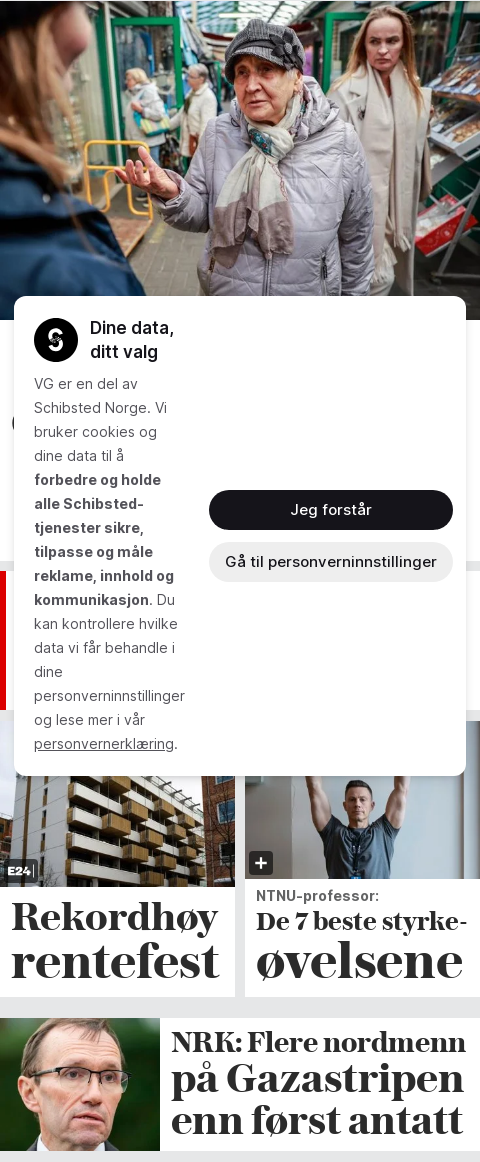 Dine data,
ditt valg
VG er en del av
Schibsted Norge. Vi
bruker cookies og
dine data til å
forbedre og holde
alle Schibsted-
tjenester sikre,
tilpasse og måle
reklame, innhold og
kommunikasjon. Du
kan kontrollere hvilke
data vi får behandle i
dine
personverninnstillinger
og lese mer i vår
personvernerklæring.
Jeg forstår
Gå til personverninnstillinger
E24
Rekordhøy
rentefest
NTNU-professor:
De 7 beste styrke-
øvelsene
NRK: Flere nordmenn
på Gazastripen
enn først antatt